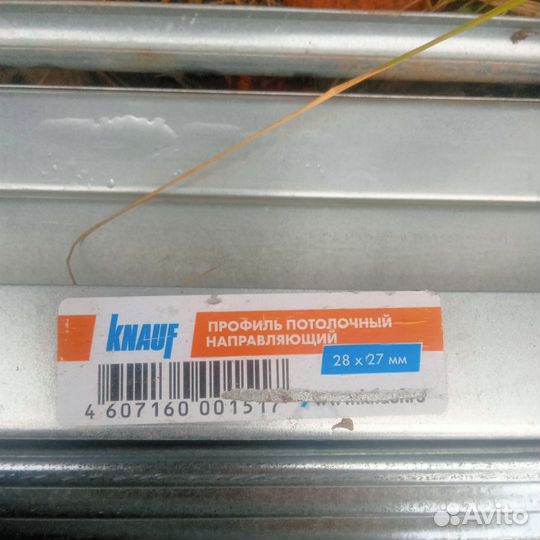 KNAUF
ПРОФИЛЬ ПОТОЛОЧНЫЙ
НАПРАВЛЯЮЩИЙ
28 x 27 мм
4 607160 001517
Avito